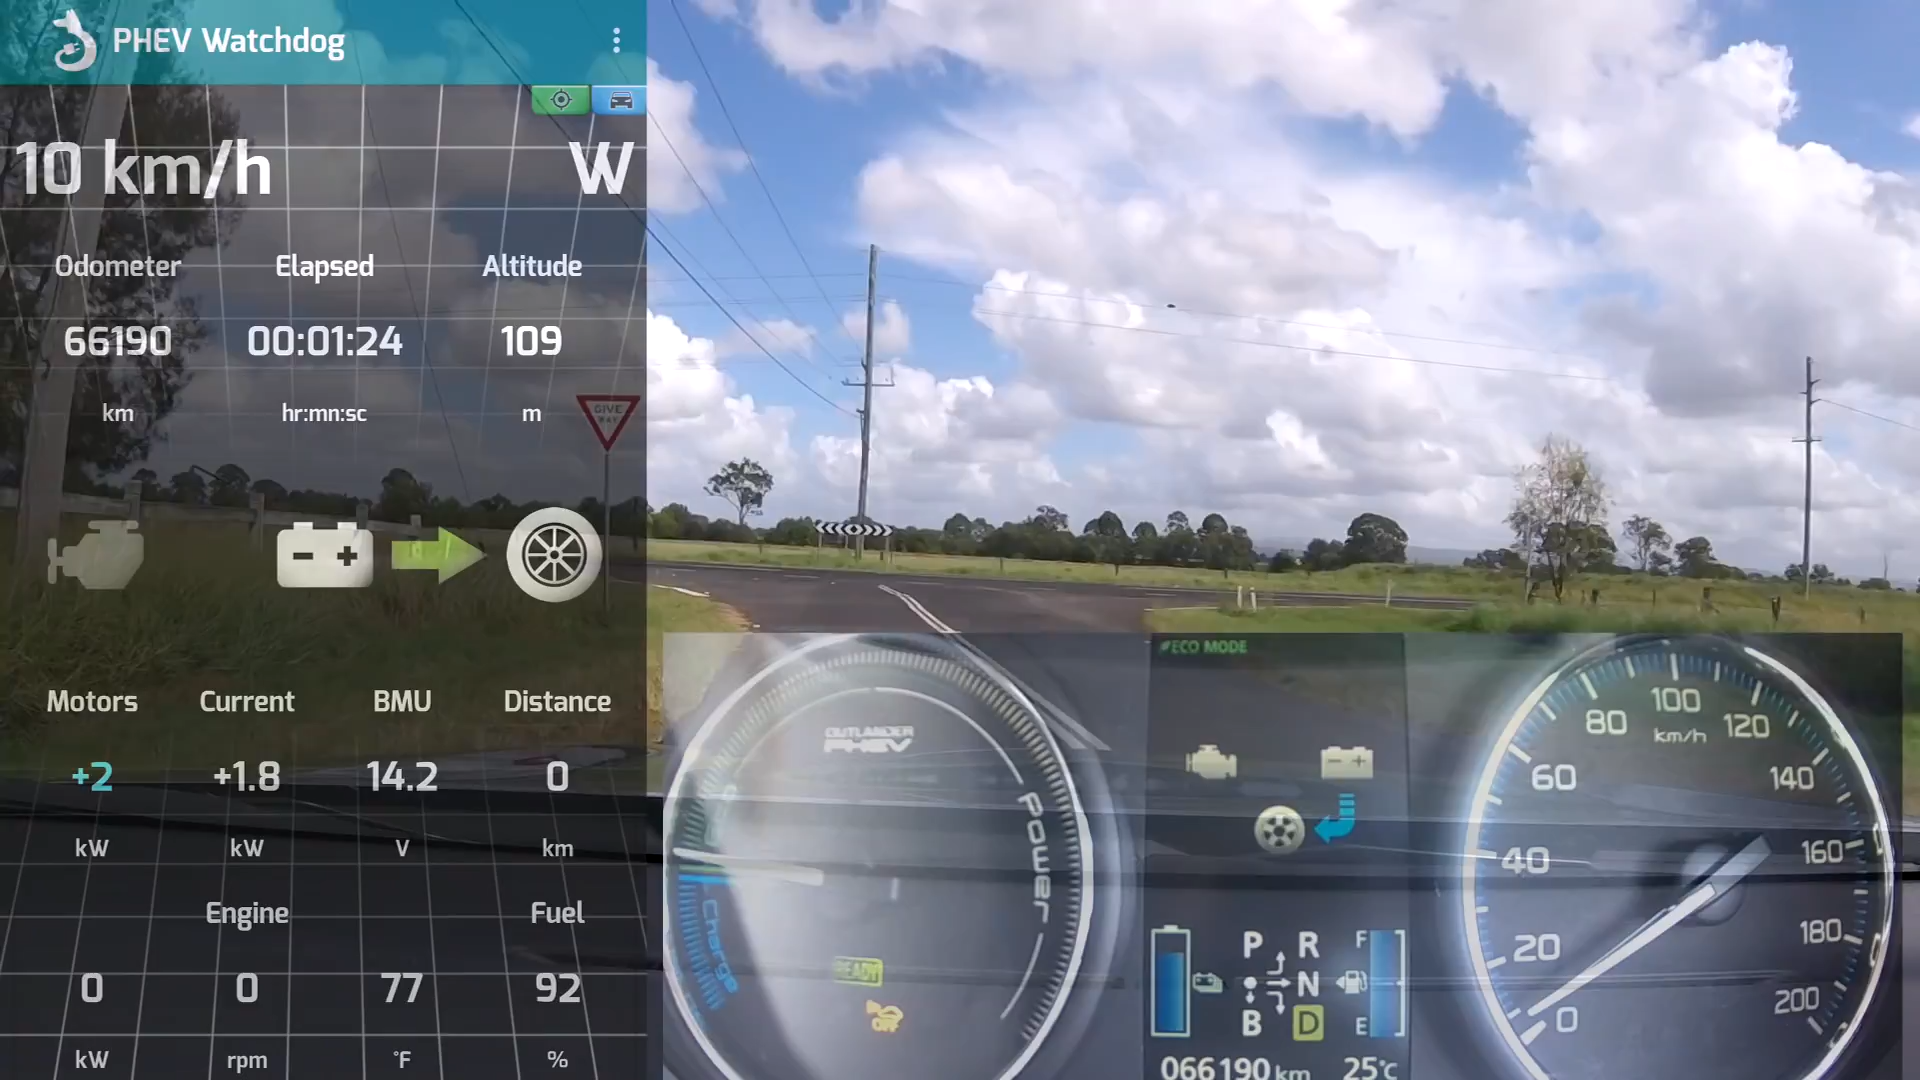 PHEV Watchdog
10 km/h W
Odometer Elapsed Altitude
66190 00:01:24 109
km hr:mn:sc m
GIVE WAY
- +
Motors Current BMU Distance
+2 +1.8 14.2 0
kW kW V km
Engine Fuel
0 0 77 92
kW rpm °F %
OUTLANDER
PHEV
Power
Charge
READY
OFF
#ECO MODE
- +
P R
N
B D
F
E
066190 km 25°C
0 20 40 60 80 100 120 140 160 180 200
km/h